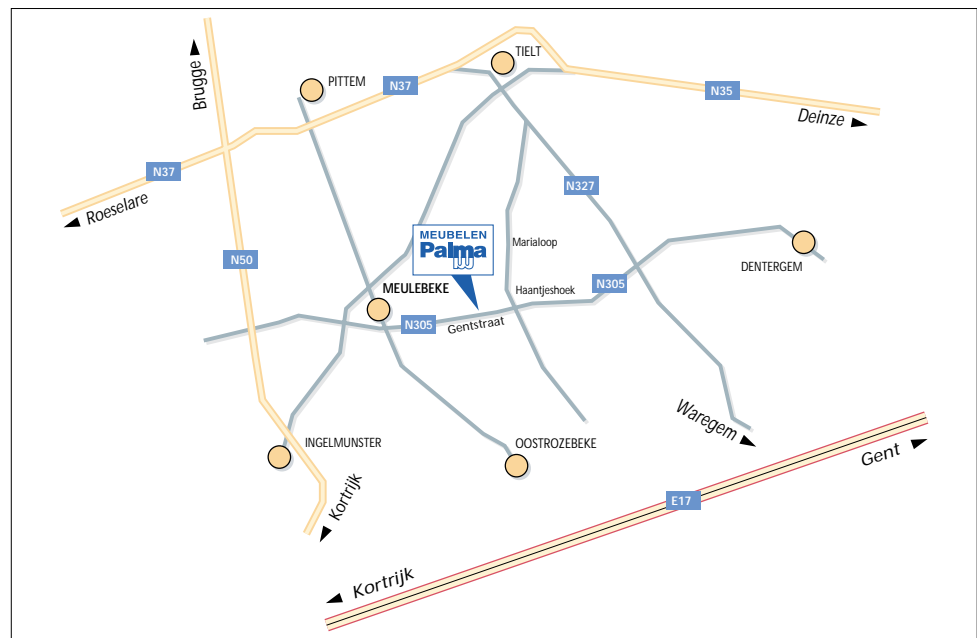 Brugge
TIELT
PITTEM
N37
N35
Deinze
N37
Roeselare
N327
MEUBELEN
Palma
Marialoop
N50
DENTERGEM
MEULEBEKE
Haantjeshoek
N305
N305
Gentstraat
Waregem
INGELMUNSTER
OOSTROZEBEKE
Gent
Kortrijk
E17
Kortrijk